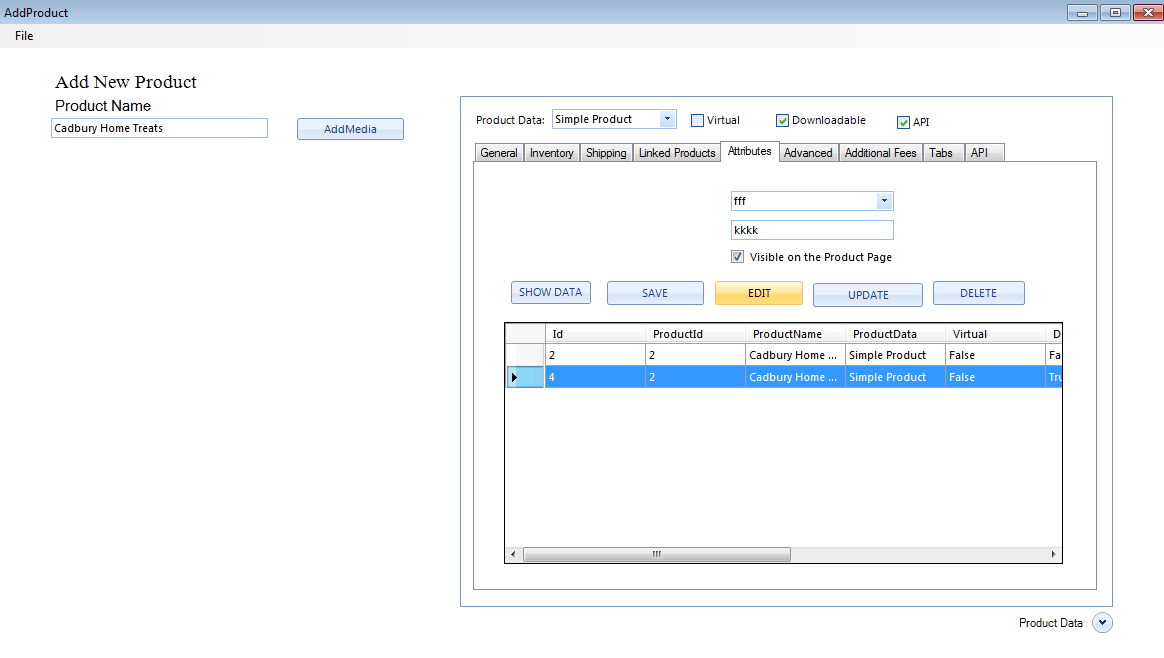 AddProduct
File
Add New Product
Product Name
Cadbury Home Treats
AddMedia
Product Data: Simple Product Virtual Downloadable API
General Inventory Shipping Linked Products Attributes Advanced Additional Fees Tabs API
fff
kkkk
Visible on the Product Page
SHOW DATA SAVE EDIT UPDATE DELETE
Id ProductId ProductName ProductData Virtual D
2 2 Cadbury Home ... Simple Product False Fa
4 2 Cadbury Home ... Simple Product False Tru
Product Data